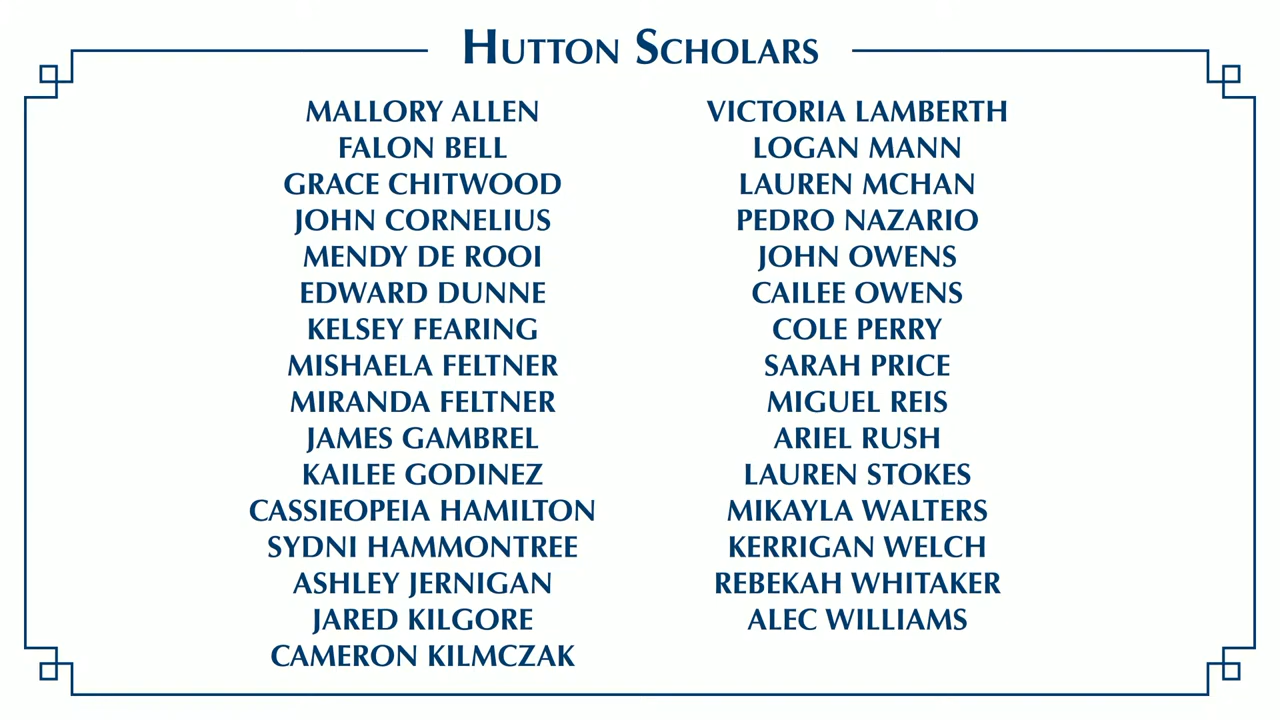 HUTTON SCHOLARS
MALLORY ALLEN
FALON BELL
GRACE CHITWOOD
JOHN CORNELIUS
MENDY DE ROOI
EDWARD DUNNE
KELSEY FEARING
MISHAELA FELTNER
MIRANDA FELTNER
JAMES GAMBREL
KAILEE GODINEZ
CASSIEOPEIA HAMILTON
SYDNI HAMMONTREE
ASHLEY JERNIGAN
JARED KILGORE
CAMERON KILMCZAK
VICTORIA LAMBERTH
LOGAN MANN
LAUREN MCHAN
PEDRO NAZARIO
JOHN OWENS
CAILEE OWENS
COLE PERRY
SARAH PRICE
MIGUEL REIS
ARIEL RUSH
LAUREN STOKES
MIKAYLA WALTERS
KERRIGAN WELCH
REBEKAH WHITAKER
ALEC WILLIAMS